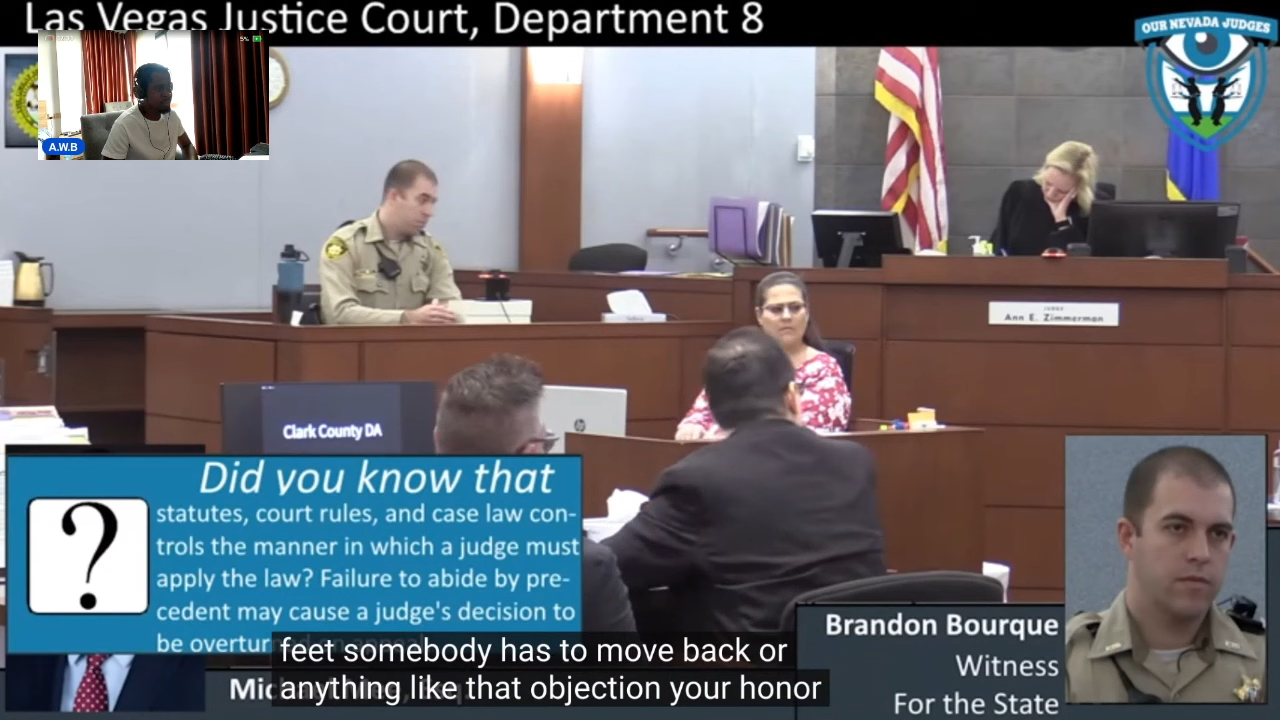 Las Vegas Justice Court, Department 8
OUR NEVADA JUDGES
5%
A.W.B
JUDGE
Ann E. Zimmerman
hp
Clark County DA
Did you know that
?
statutes, court rules, and case law con-
trols the manner in which a judge must
apply the law? Failure to abide by pre-
cedent may cause a judge's decision to
be overturned on appeal.
feet somebody has to move back or
anything like that objection your honor
Brandon Bourque
Witness
For the State